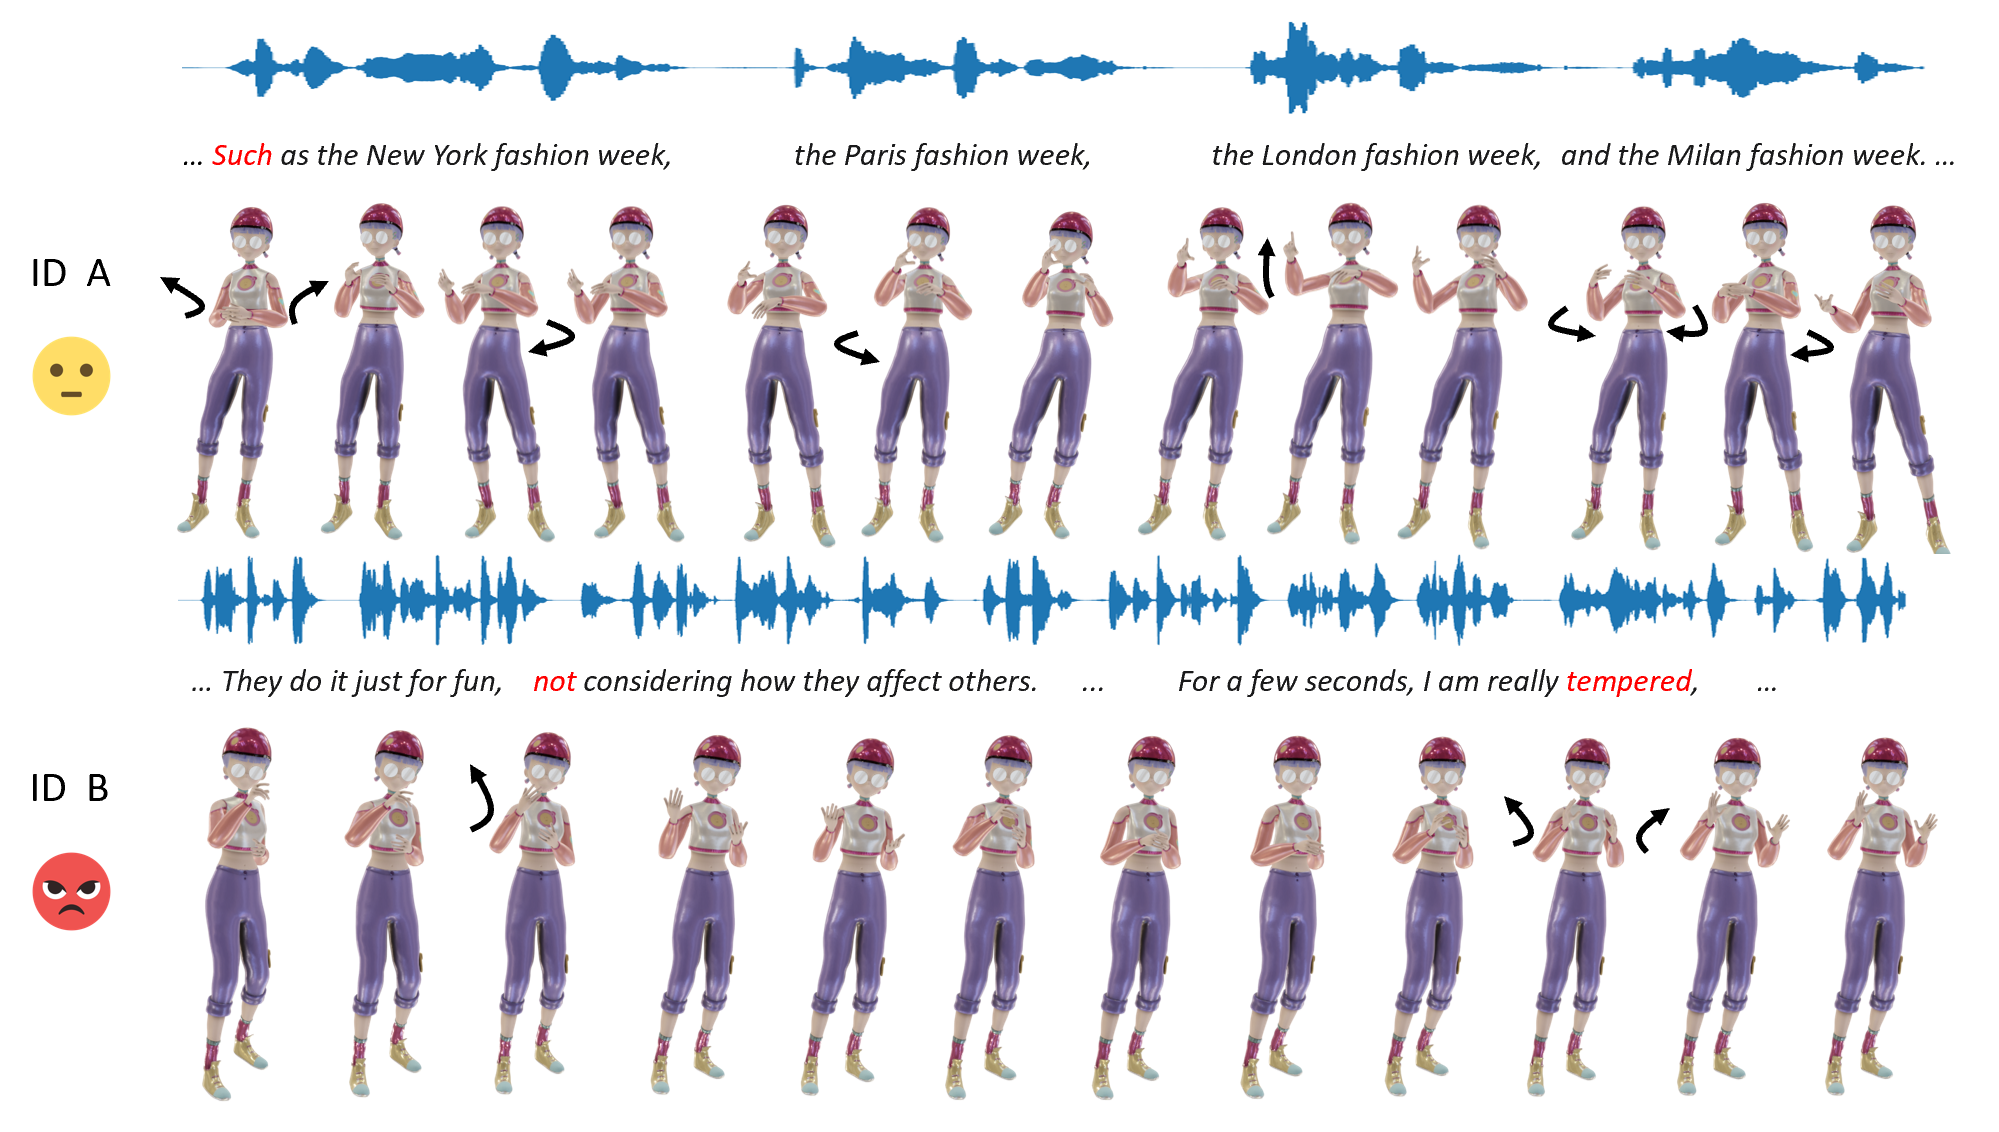 … Such as the New York fashion week, the Paris fashion week, the London fashion week, and the Milan fashion week. …
ID A
… They do it just for fun, not considering how they affect others. ... For a few seconds, I am really tempered, …
ID B